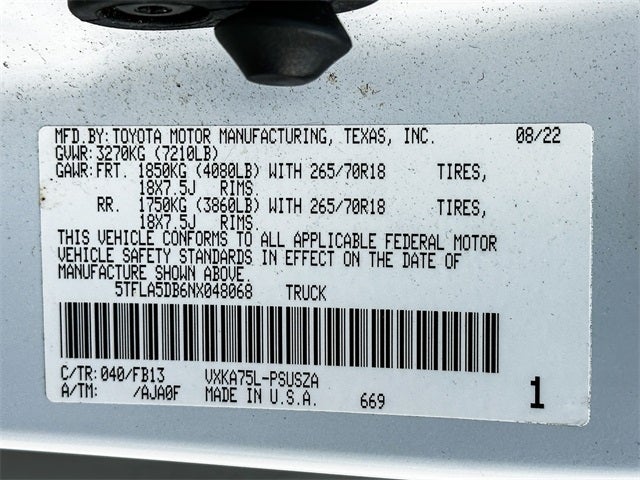 MFD.BY:TOYOTA MOTOR MANUFACTURING, TEXAS, INC. 08/22
GVWR:3270KG (7210LB)
GAWR:FRT. 1850KG (4080LB) WITH 265/70R18 TIRES,
18X7.5J RIMS.
RR. 1750KG (3860LB) WITH 265/70R18 TIRES,
18X7.5J RIMS.
THIS VEHICLE CONFORMS TO ALL APPLICABLE FEDERAL MOTOR
VEHICLE SAFETY STANDARDS IN EFFECT ON THE DATE OF
MANUFACTURE SHOWN ABOVE.
5TFLA5DB6NX048068 TRUCK
C/TR:040/FB13 VXKA75L-PSUSZA
A/TM: /AJA0F MADE IN U.S.A. 669 1